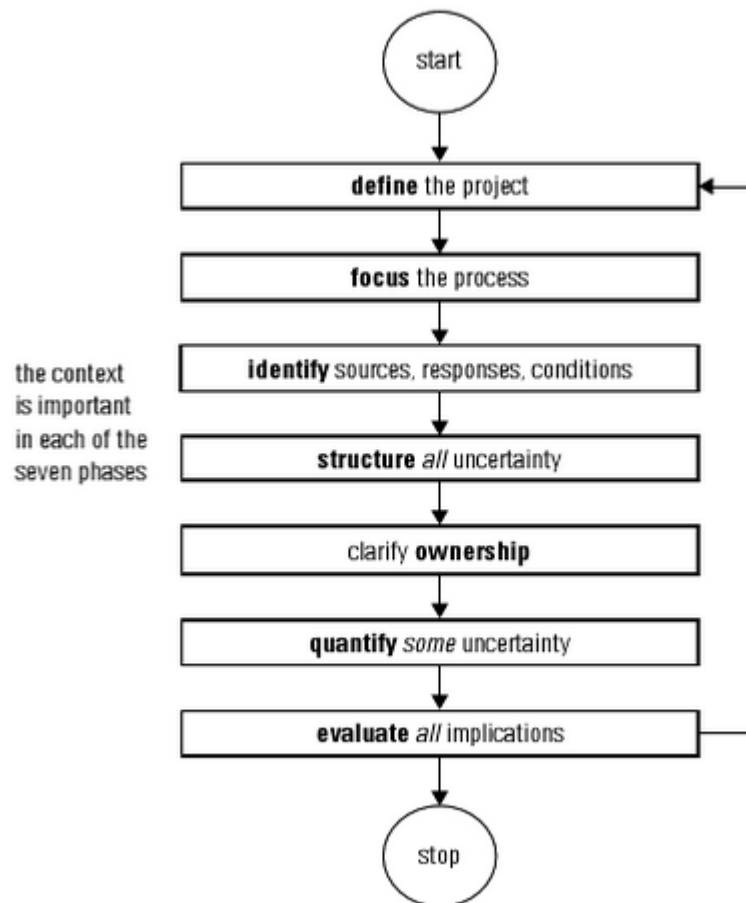 start
define the project
focus the process
identify sources, responses, conditions
the context
is important
in each of the
seven phases
structure all uncertainty
clarify ownership
quantify some uncertainty
evaluate all implications
stop